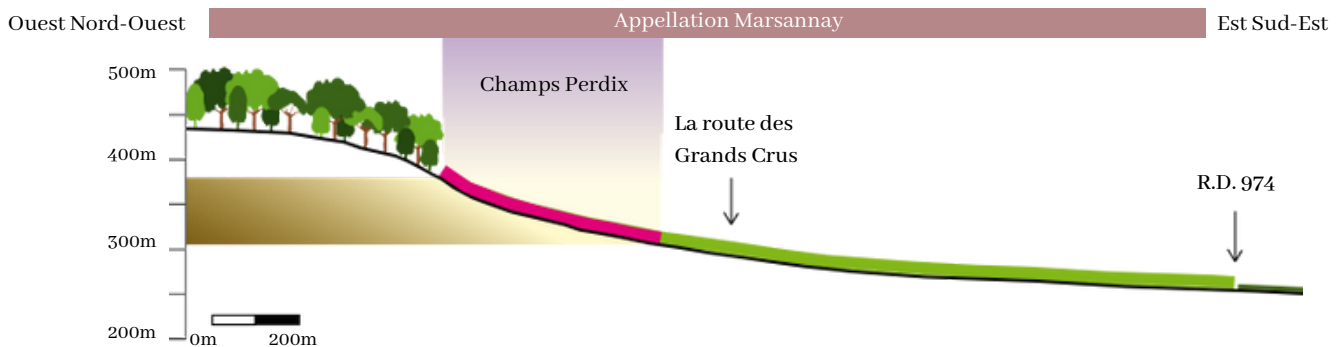 Appellation Marsannay
Ouest Nord-Ouest
Est Sud-Est
500m
Champs Perdix
La route des
Grands Crus
400m
R.D. 974
300m
200m
0m
200m